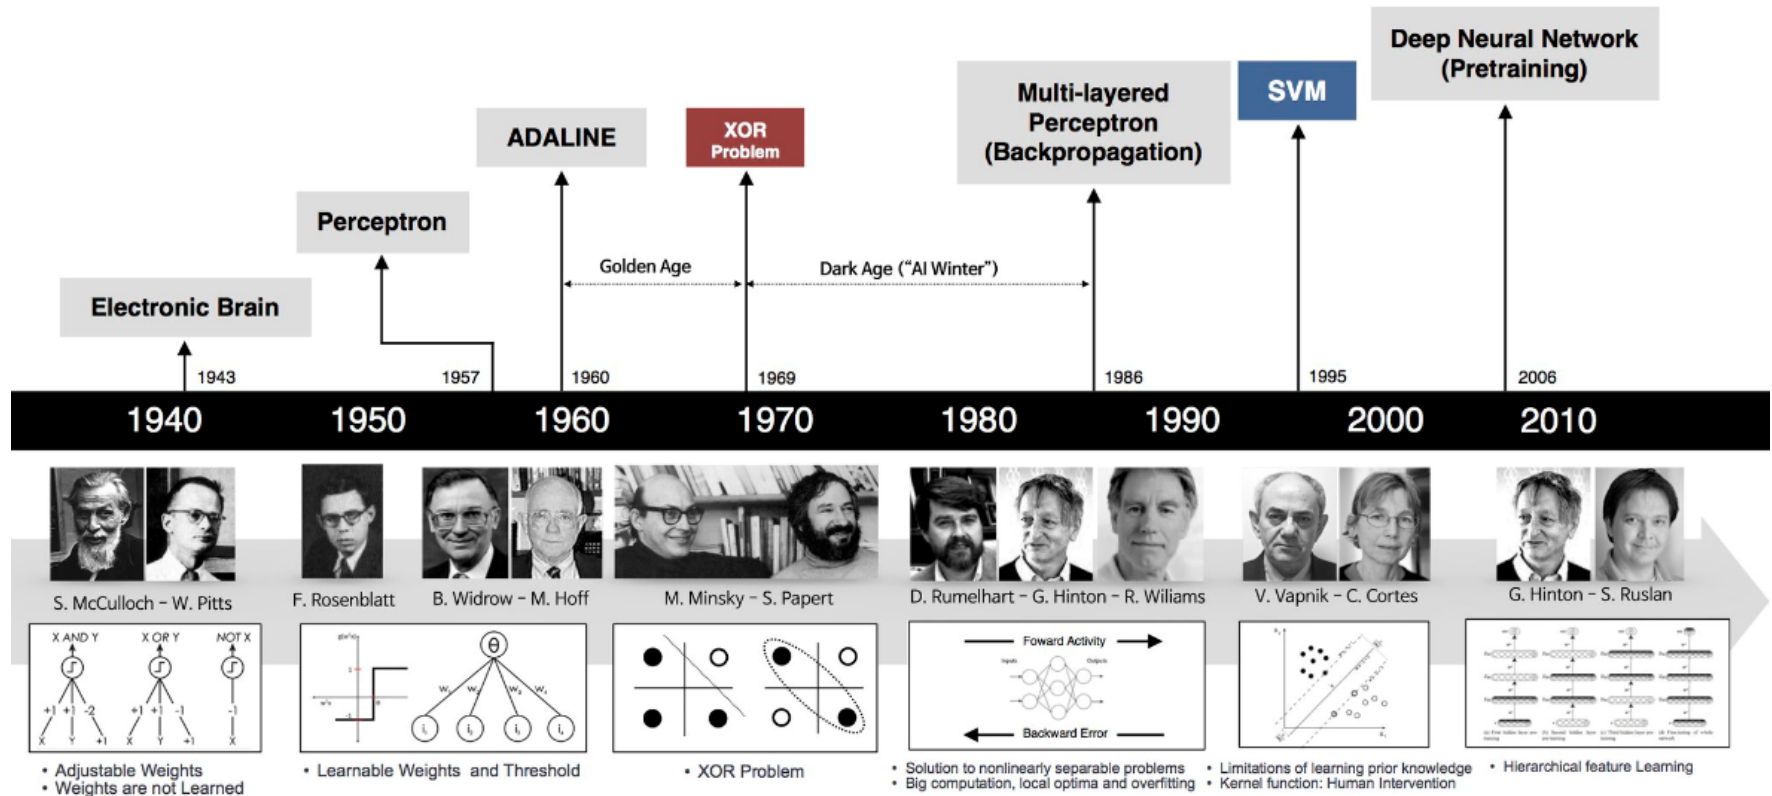 Deep Neural Network
(Pretraining)
Multi-layered
Perceptron
(Backpropagation)
SVM
ADALINE
XOR
Problem
Perceptron
Golden Age
Dark Age (“AI Winter”)
Electronic Brain
1943
1957
1960
1969
1986
1995
2006
1940
1950
1960
1970
1980
1990
2000
2010
S. McCulloch – W. Pitts
F. Rosenblatt
B. Widrow – M. Hoff
M. Minsky – S. Papert
D. Rumelhart – G. Hinton – R. Wiliams
V. Vapnik – C. Cortes
G. Hinton – S. Ruslan
X AND Y
X OR Y
NOT X
+1 +1 -2
+1 +1 -1
-1
X Y +1
X Y +1
X
θ
Foward Activity
Inputs
Outputs
Backward Error
• Adjustable Weights
• Weights are not Learned
• Learnable Weights and Threshold
• XOR Problem
• Solution to nonlinearly separable problems
• Big computation, local optima and overfitting
• Limitations of learning prior knowledge
• Kernel function: Human Intervention
• Hierarchical feature Learning